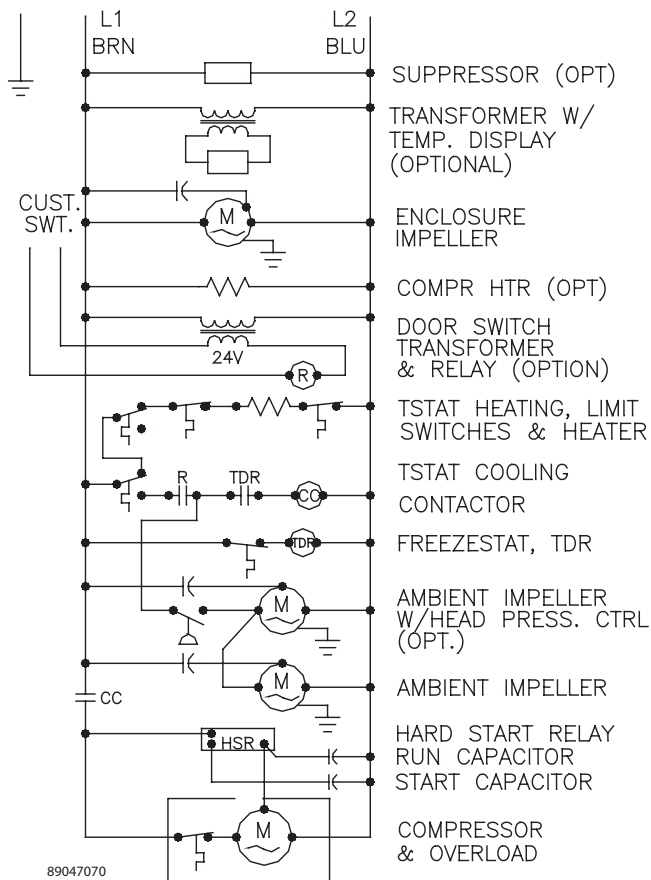 L1
L2
BRN
BLU
SUPPRESSOR (OPT)
TRANSFORMER W/
TEMP. DISPLAY
(OPTIONAL)
CUST.
SWT.
M
ENCLOSURE
IMPELLER
COMPR HTR (OPT)
24V
DOOR SWITCH
TRANSFORMER
& RELAY (OPTION)
R
TSTAT HEATING, LIMIT
SWITCHES & HEATER
R
TDR
CC
TSTAT COOLING
CONTACTOR
TDR
FREEZESTAT, TDR
M
AMBIENT IMPELLER
W/HEAD PRESS. CTRL
(OPT.)
M
AMBIENT IMPELLER
CC
HSR
HARD START RELAY
RUN CAPACITOR
START CAPACITOR
M
COMPRESSOR
& OVERLOAD
89047070